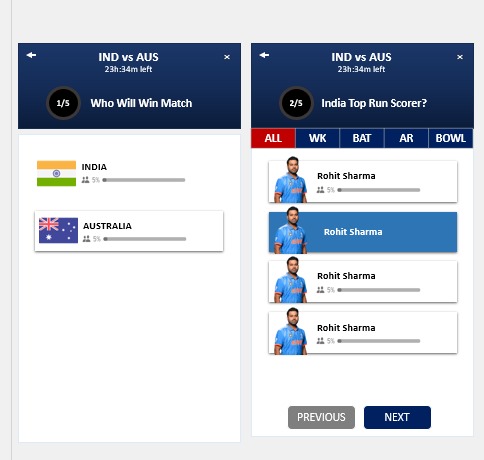 IND vs AUS
23h:34m left
1/5
Who Will Win Match
INDIA
5%
AUSTRALIA
5%
IND vs AUS
23h:34m left
2/5
India Top Run Scorer?
ALL WK BAT AR BOWL
Rohit Sharma
5%
Rohit Sharma
Rohit Sharma
5%
Rohit Sharma
5%
PREVIOUS NEXT